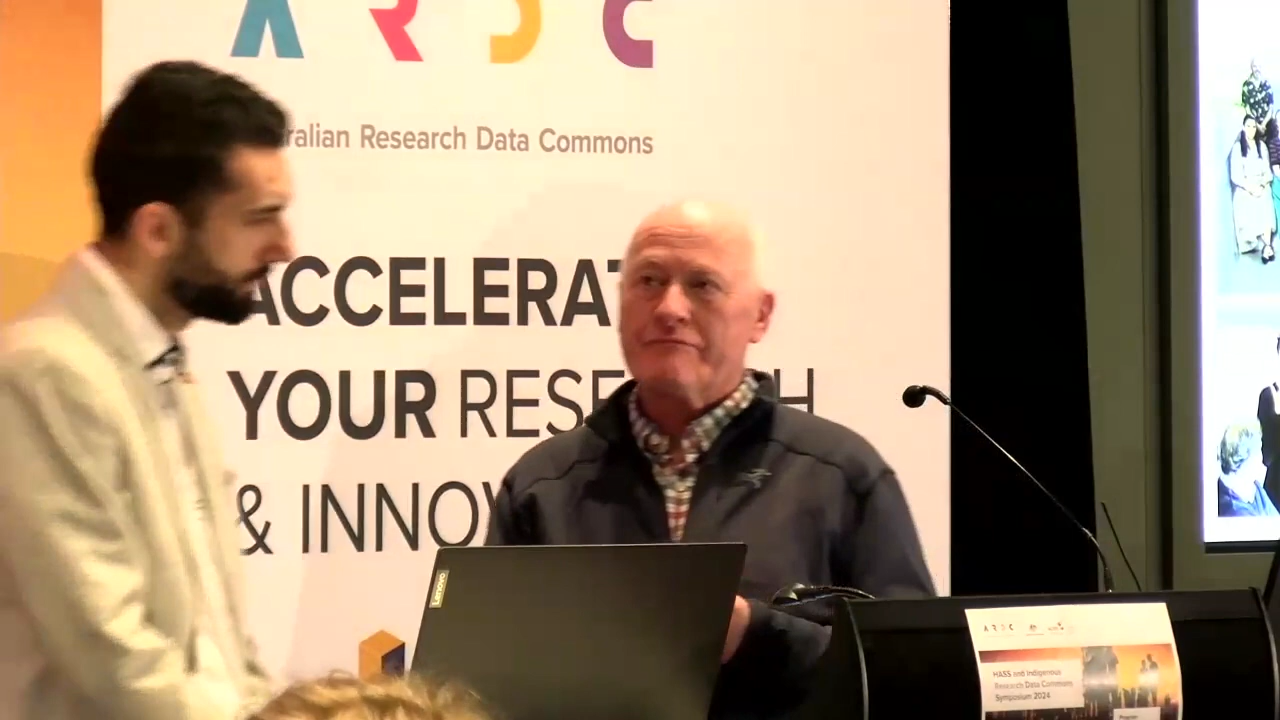 ARDC
ralian Research Data Commons
ACCELERAT
YOUR RESE H
& INNOV
Lenovo
ARDC
HASS and Indigenous
Research Data Commons
Symposium 2024